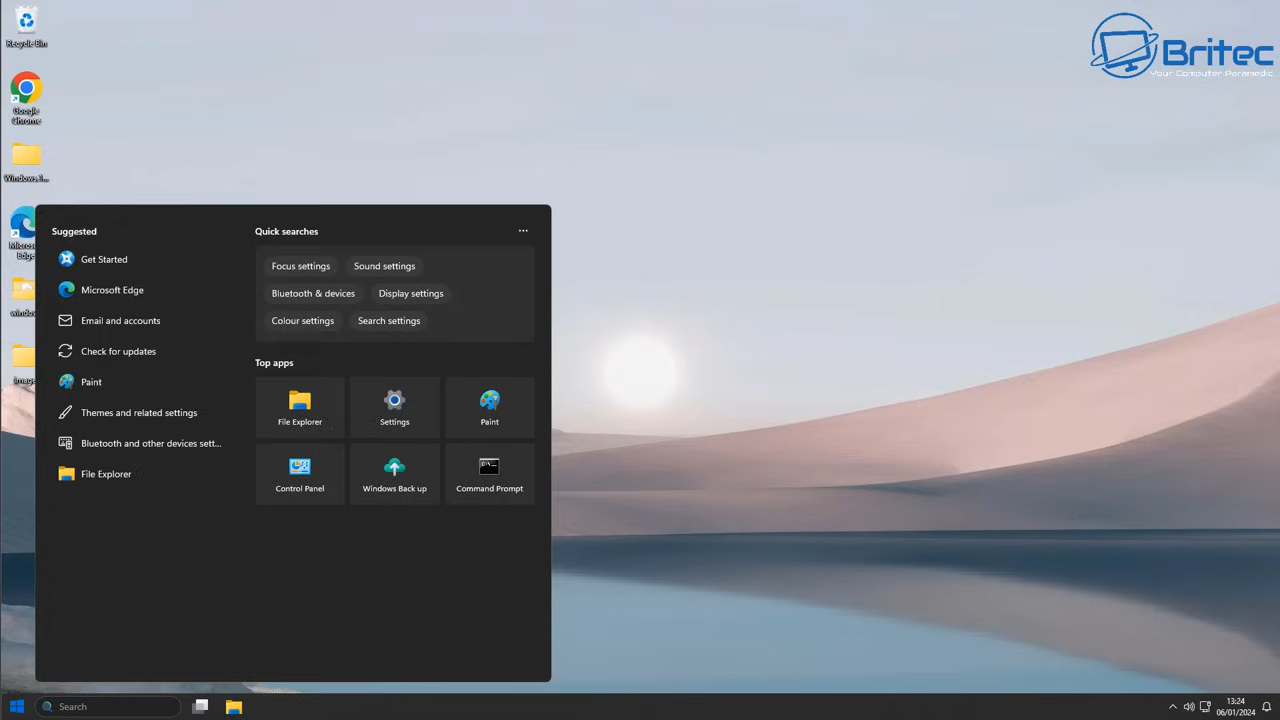 Recycle Bin
Google
Chrome
Britec
Your Computer Paramedic
Suggested
Get Started
Microsoft Edge
Email and accounts
Check for updates
Paint
Themes and related settings
Bluetooth and other devices sett...
File Explorer
Quick searches
...
Focus settings
Sound settings
Bluetooth & devices
Display settings
Colour settings
Search settings
Top apps
File Explorer
Settings
Paint
Control Panel
Windows Back up
Command Prompt
Search
13:24
06/01/2024